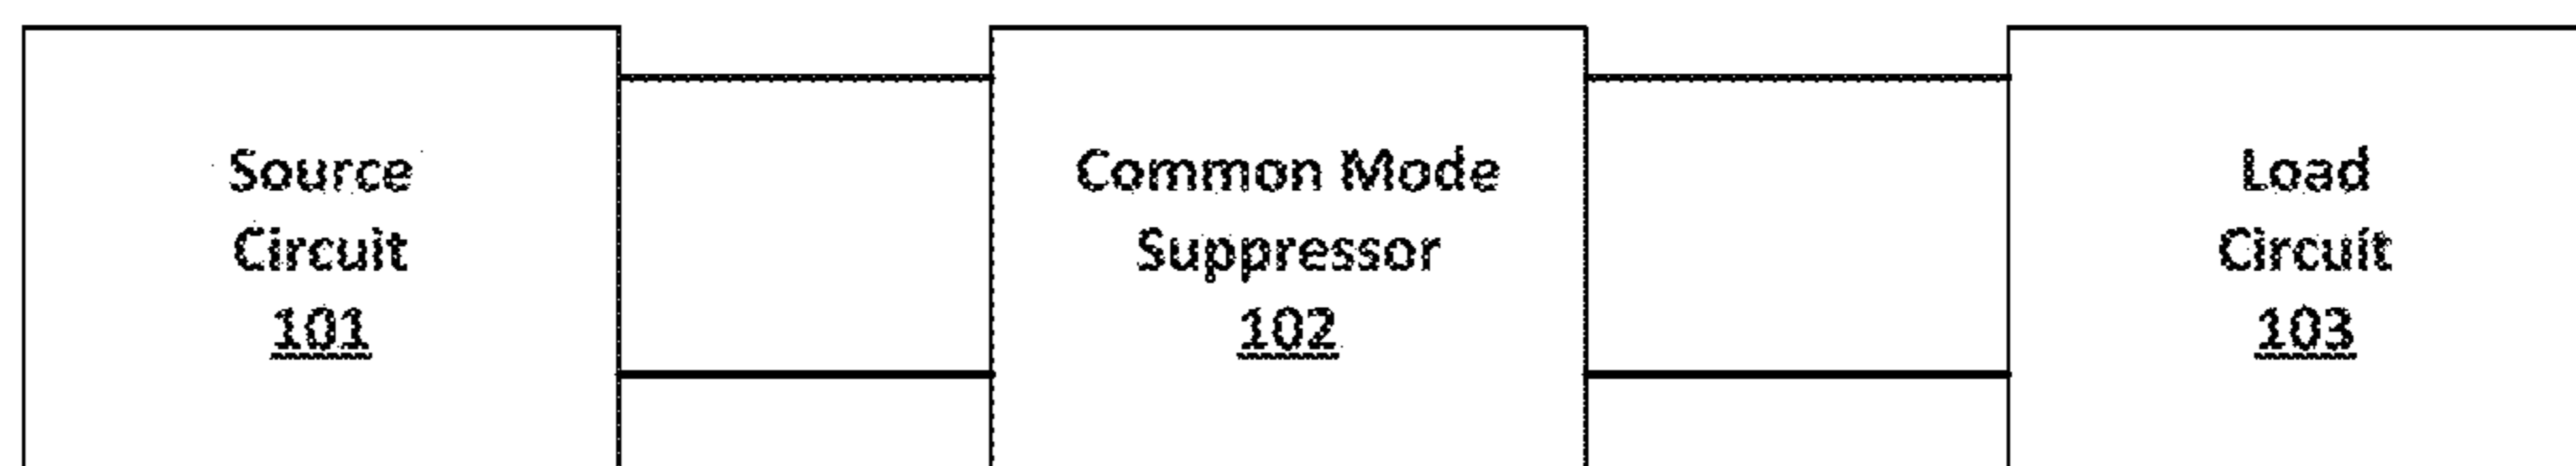 Source
Circuit
101
Common Mode
Suppressor
102
Load
Circuit
103